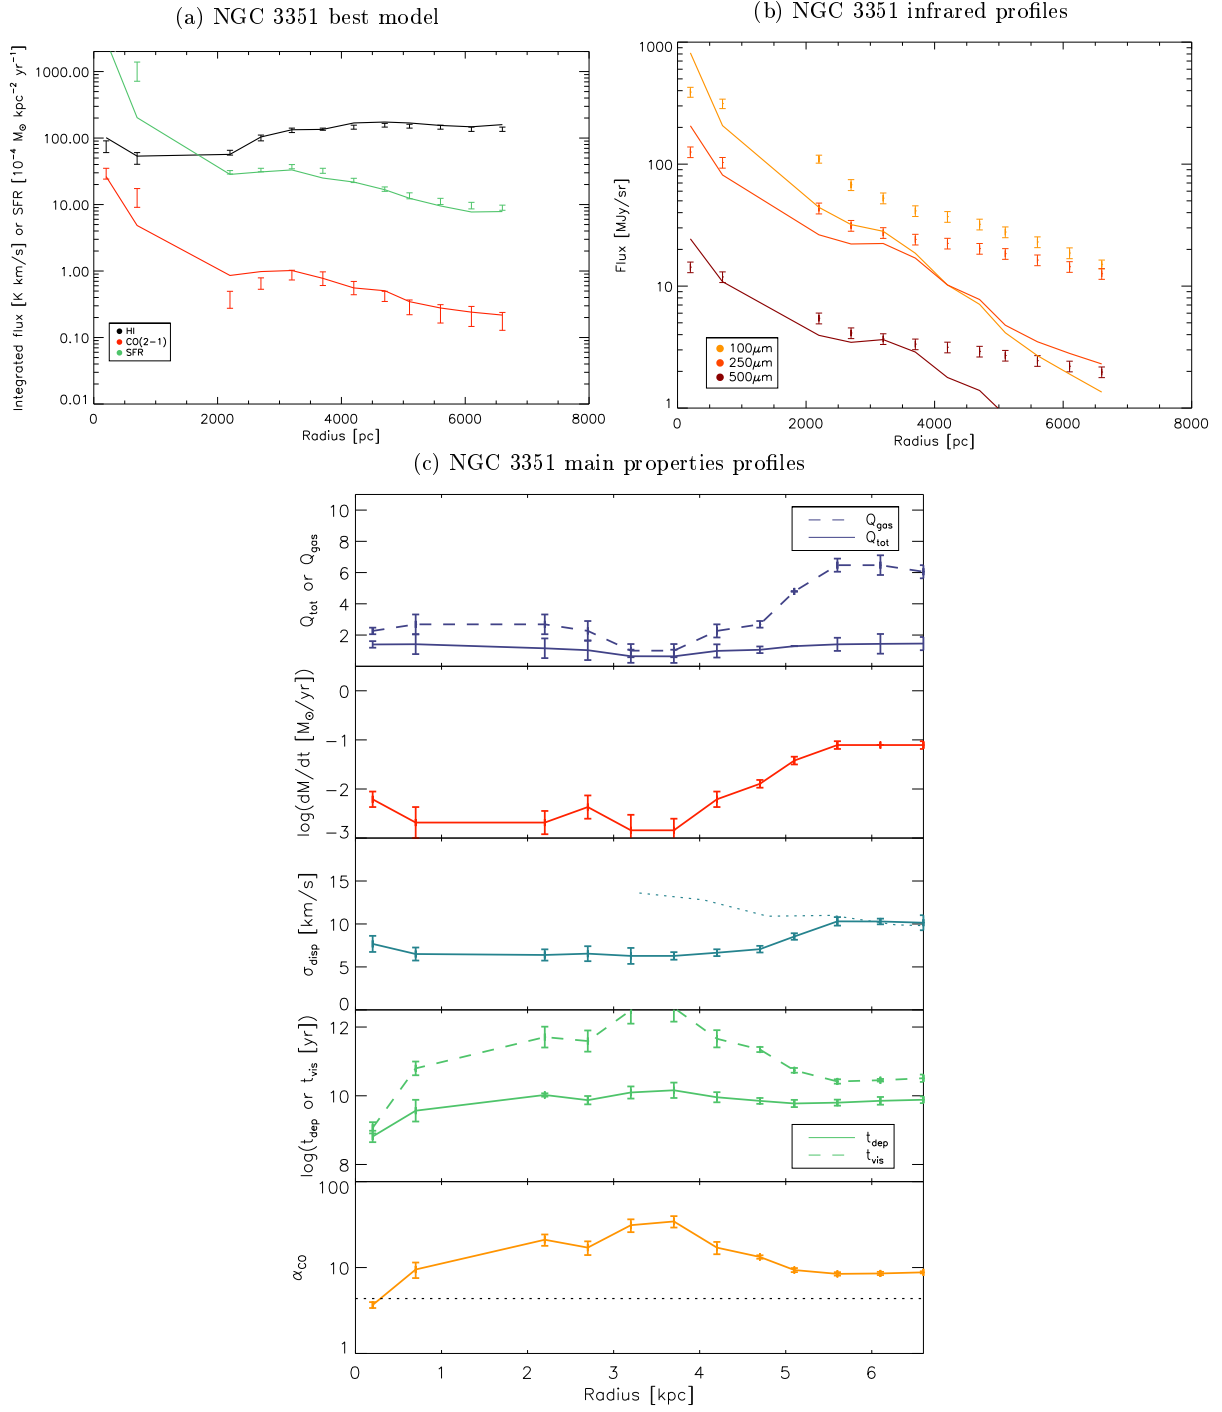 (a) NGC 3351 best model
Integrated flux [K km/s] or SFR [10⁻⁴ M⊙ kpc⁻² yr⁻¹]
1000.00
100.00
10.00
1.00
0.10
0.01
HI
CO(2-1)
SFR
0 2000 4000 6000 8000
Radius [pc]
(b) NGC 3351 infrared profiles
Flux [MJy/sr]
1000
100
10
1
100μm
250μm
500μm
0 2000 4000 6000 8000
Radius [pc]
(c) NGC 3351 main properties profiles
Q_tot or Q_gas
10
8
6
4
2
Q_gas
Q_tot
log(dM/dt [M⊙/yr])
0
-1
-2
-3
σ_disp [km/s]
15
10
5
0
log(t_dep or t_vis [yr])
12
10
8
t_dep
t_vis
α_CO
100
10
1
0 1 2 3 4 5 6
Radius [kpc]